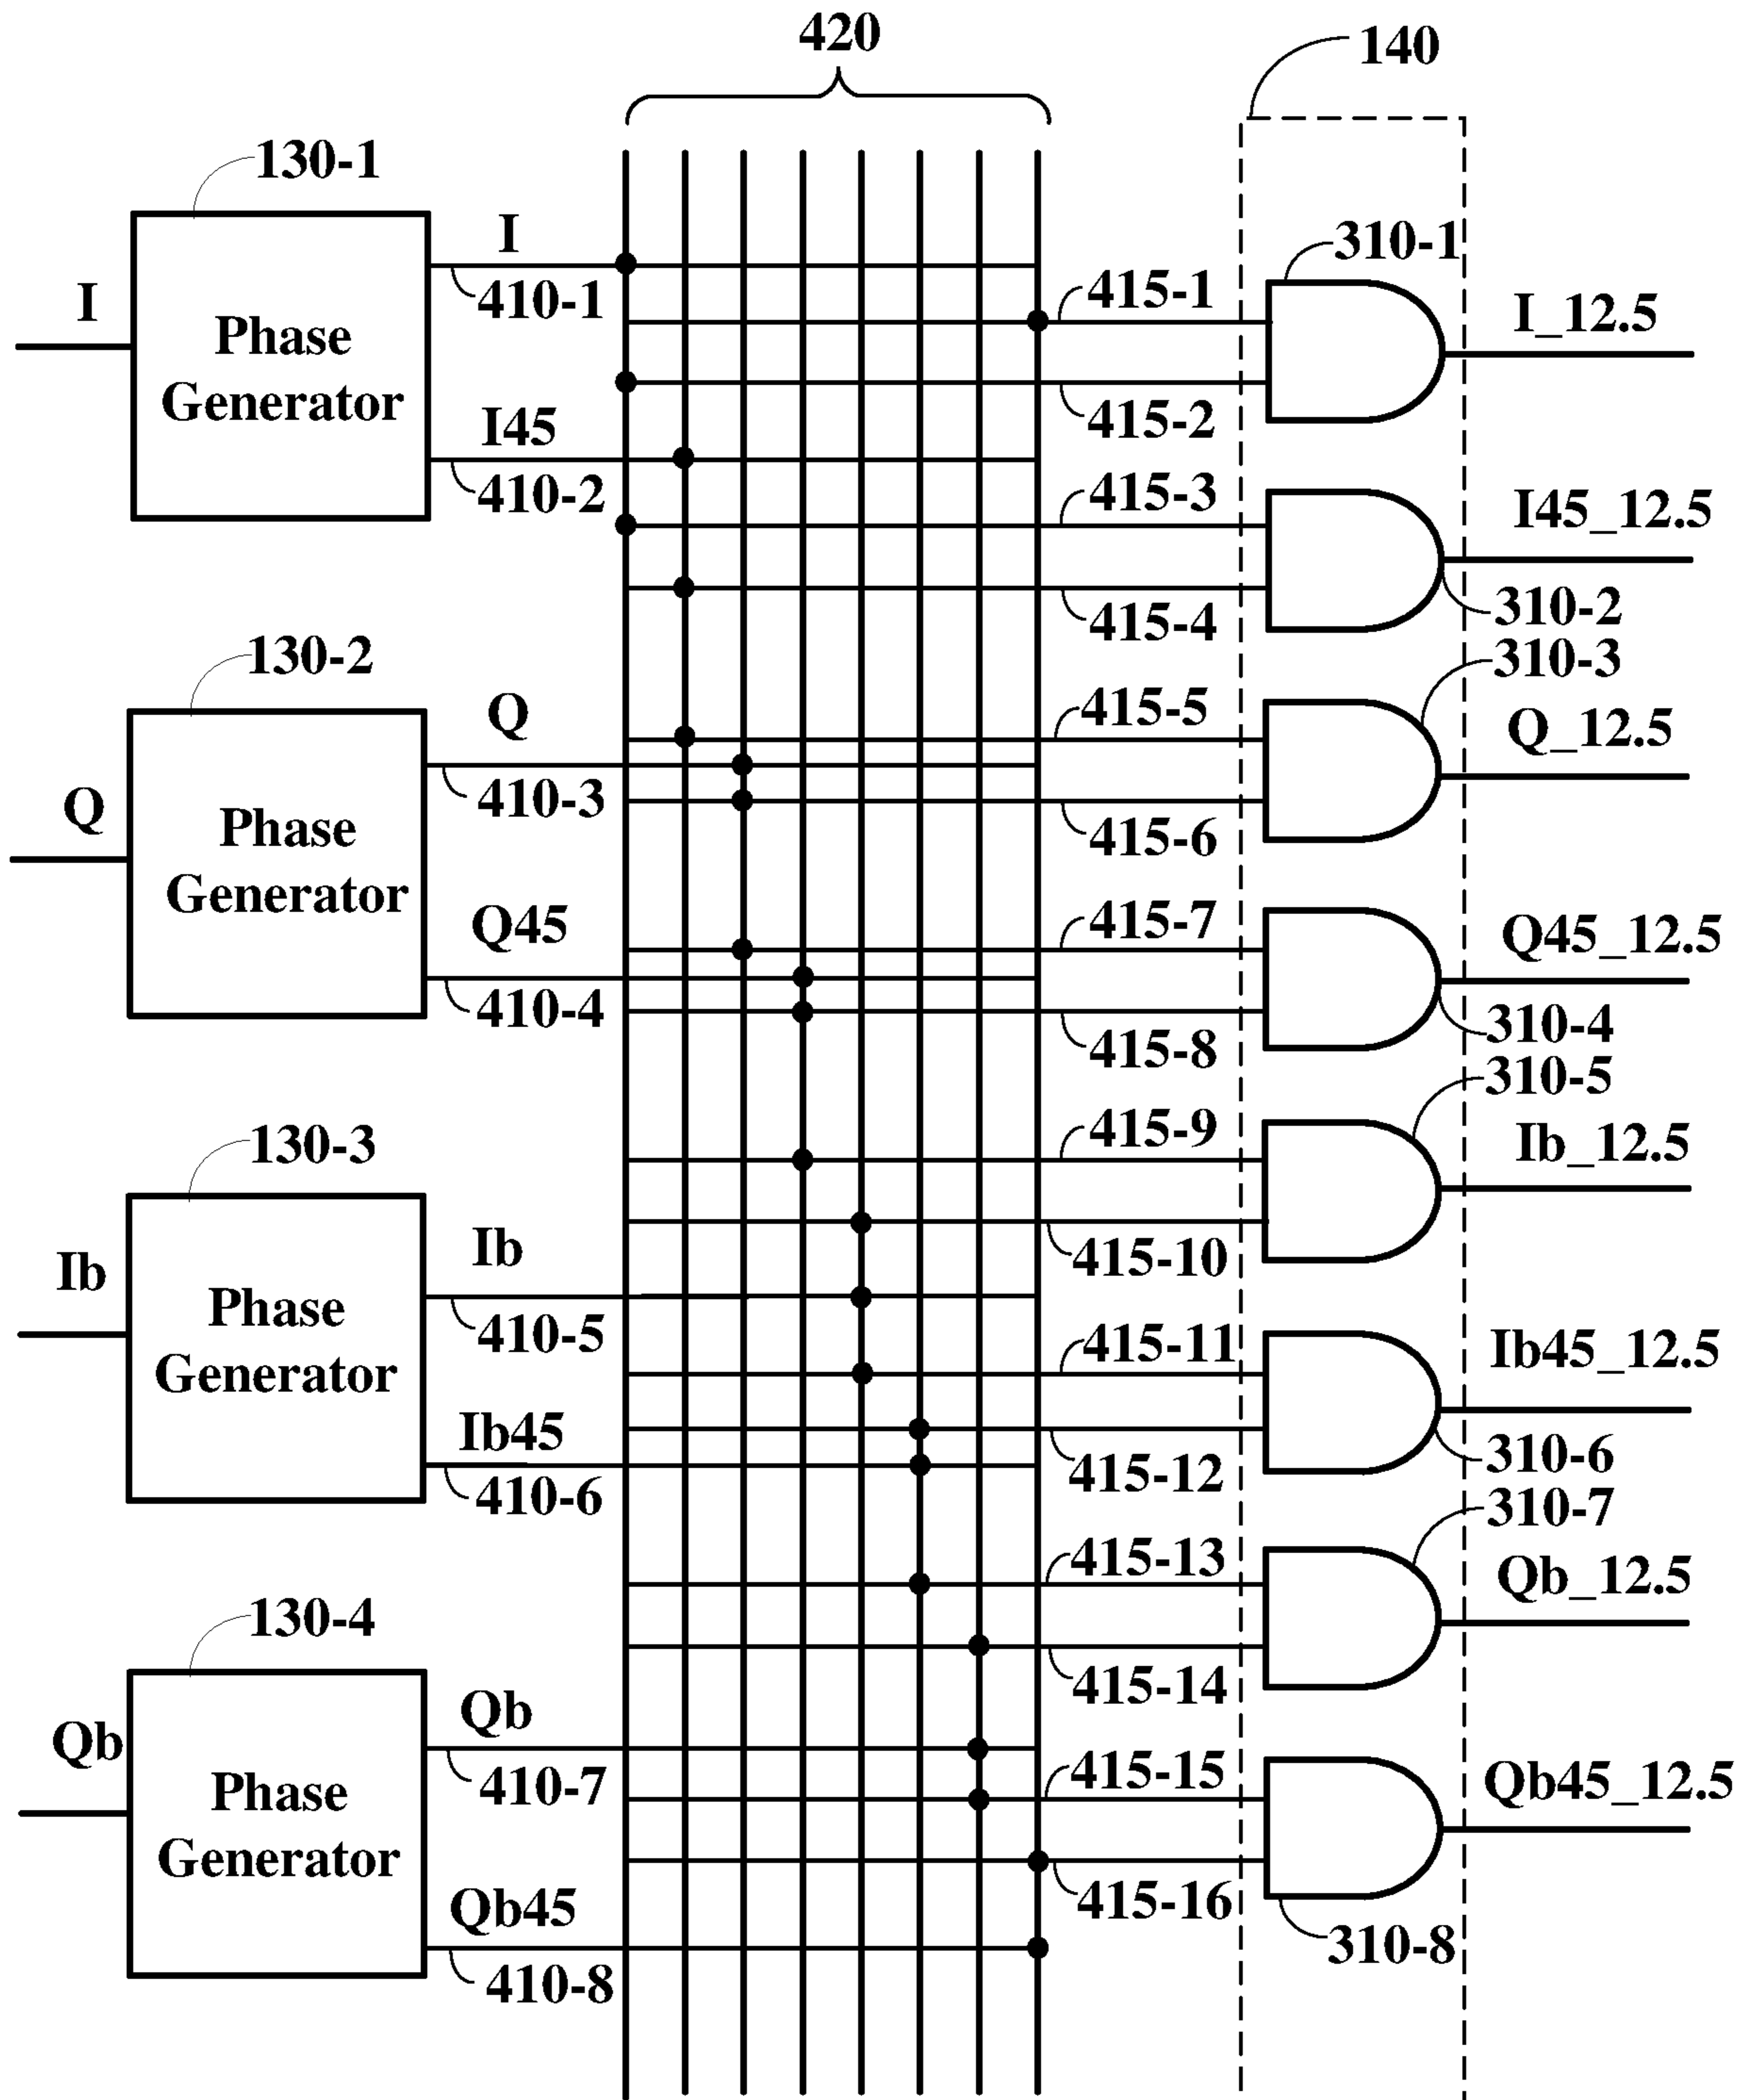 420
140
130-1
I
310-1
I
410-1
415-1
I_12.5
Phase
Generator
I45
415-2
410-2
415-3
I45_12.5
415-4
310-2
130-2
310-3
Q
415-5
Q_12.5
410-3
Q
Phase
Generator
415-6
Q45
415-7
Q45_12.5
410-4
415-8
310-4
310-5
130-3
415-9
Ib_12.5
Ib
415-10
Ib
Phase
Generator
410-5
415-11
Ib45_12.5
Ib45
415-12
310-6
410-6
310-7
415-13
Qb_12.5
130-4
415-14
Qb
Qb
410-7
415-15
Qb45_12.5
Phase
Generator
415-16
Qb45
310-8
410-8